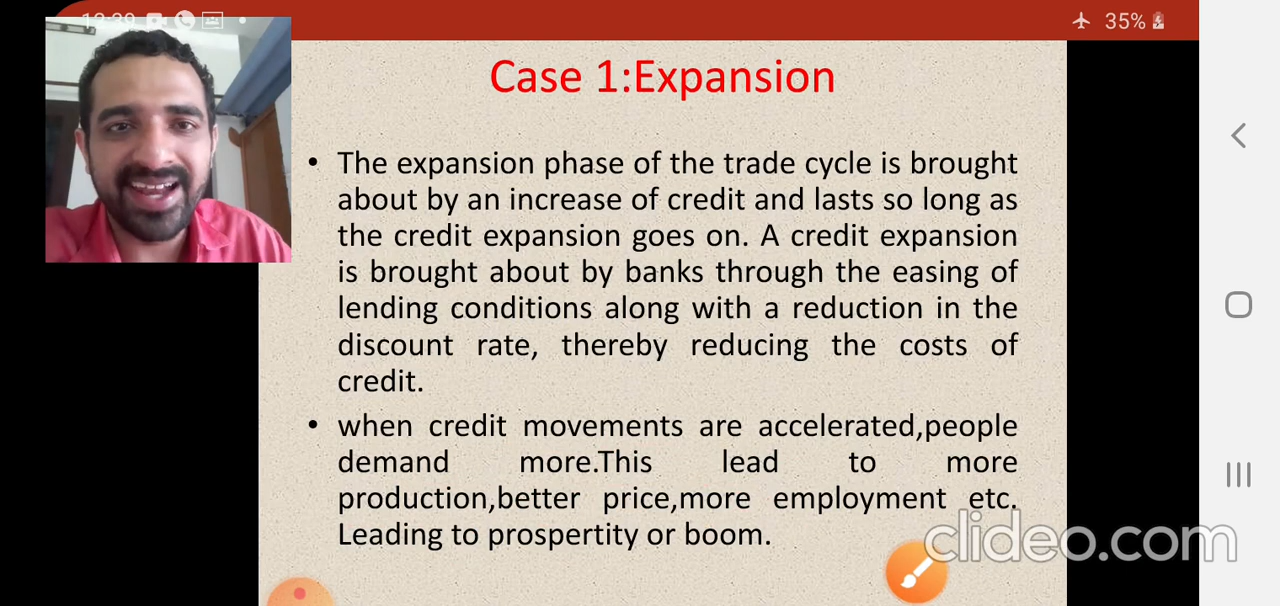 12:29
35%
Case 1:Expansion
• The expansion phase of the trade cycle is brought
about by an increase of credit and lasts so long as
the credit expansion goes on. A credit expansion
is brought about by banks through the easing of
lending conditions along with a reduction in the
discount rate, thereby reducing the costs of
credit.
• when credit movements are accelerated,people
demand more.This lead to more
production,better price,more employment etc.
Leading to prospertity or boom.
clideo.com